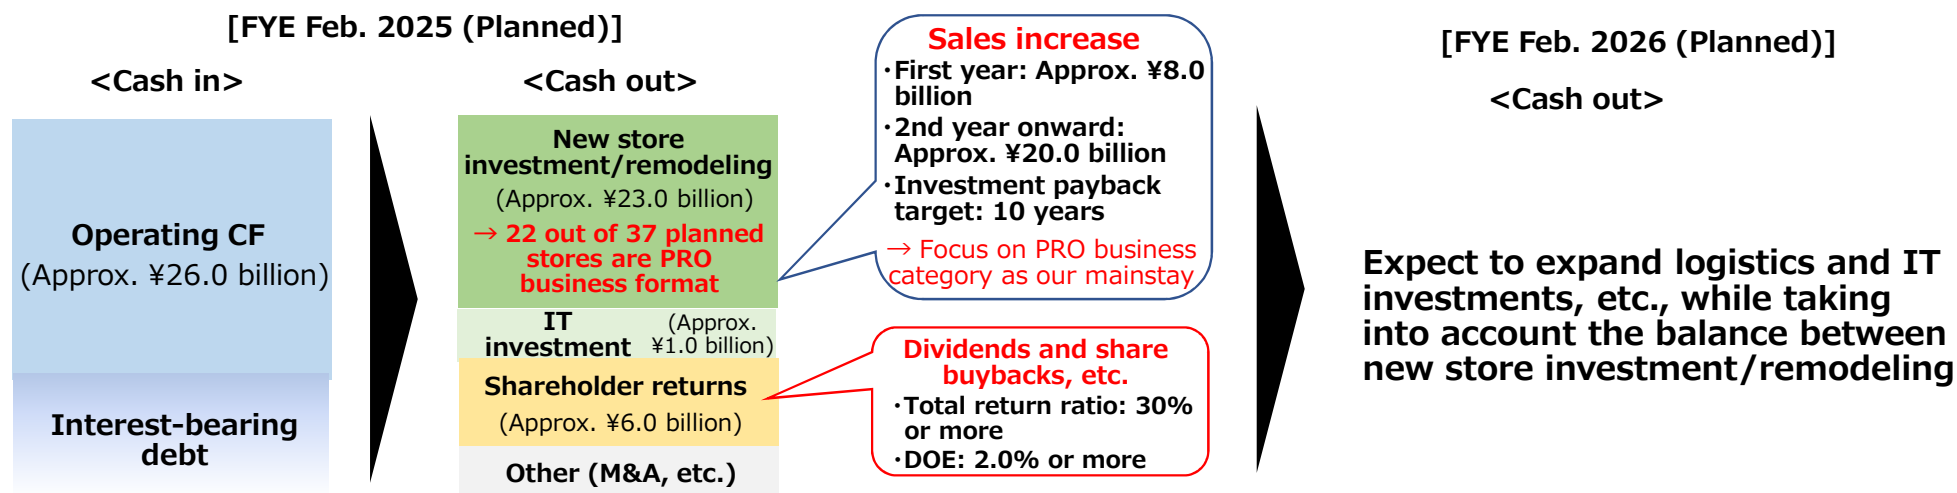 [FYE Feb. 2025 (Planned)]
<Cash in>
Operating CF
(Approx. ¥26.0 billion)
Interest-bearing
debt
<Cash out>
New store
investment/remodeling
(Approx. ¥23.0 billion)
→ 22 out of 37 planned
stores are PRO
business format
IT
investment
(Approx.
¥1.0 billion)
Shareholder returns
(Approx. ¥6.0 billion)
Other (M&A, etc.)
Sales increase
・First year: Approx. ¥8.0
billion
・2nd year onward:
Approx. ¥20.0 billion
・Investment payback
target: 10 years
→ Focus on PRO business
category as our mainstay
Dividends and share
buybacks, etc.
・Total return ratio: 30%
or more
・DOE: 2.0% or more
[FYE Feb. 2026 (Planned)]
<Cash out>
Expect to expand logistics and IT
investments, etc., while taking
into account the balance between
new store investment/remodeling